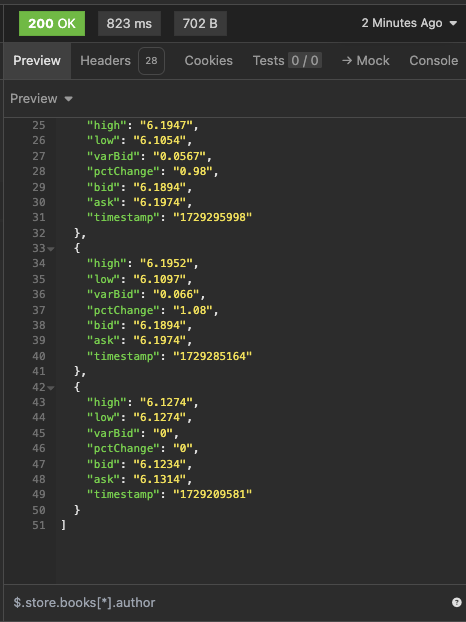 200 OK 823 ms 702 B 2 Minutes Ago
Preview Headers 28 Cookies Tests 0 / 0 → Mock Console
Preview
25 "high": "6.1947",
26 "low": "6.1054",
27 "varBid": "0.0567",
28 "pctChange": "0.98",
29 "bid": "6.1894",
30 "ask": "6.1974",
31 "timestamp": "1729295998"
32 },
33 {
34 "high": "6.1952",
35 "low": "6.1097",
36 "varBid": "0.066",
37 "pctChange": "1.08",
38 "bid": "6.1894",
39 "ask": "6.1974",
40 "timestamp": "1729285164"
41 },
42 {
43 "high": "6.1274",
44 "low": "6.1274",
45 "varBid": "0",
46 "pctChange": "0",
47 "bid": "6.1234",
48 "ask": "6.1314",
49 "timestamp": "1729209581"
50 }
51 ]
$.store.books[*].author ?